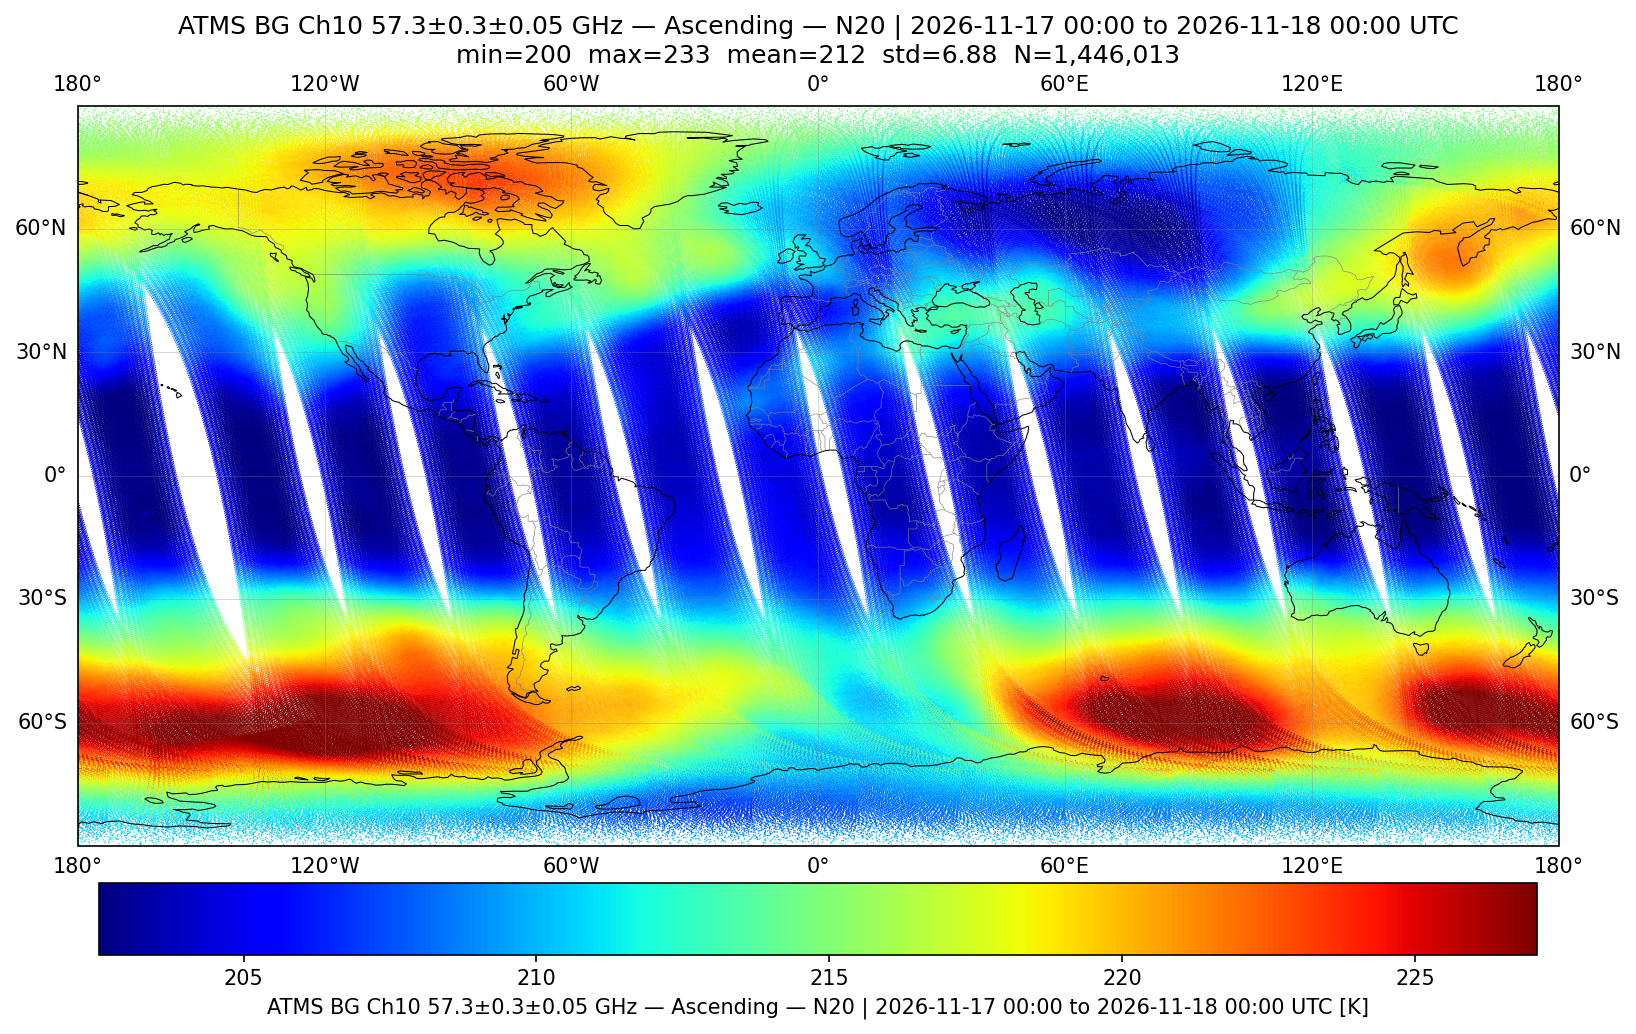 ATMS BG Ch10 57.3±0.3±0.05 GHz — Ascending — N20 | 2026-11-17 00:00 to 2026-11-18 00:00 UTC
min=200 max=233 mean=212 std=6.88 N=1,446,013
180° 120°W 60°W 0° 60°E 120°E 180°
60°N 60°N
30°N 30°N
0° 0°
30°S 30°S
60°S 60°S
180° 120°W 60°W 0° 60°E 120°E 180°
205 210 215 220 225
ATMS BG Ch10 57.3±0.3±0.05 GHz — Ascending — N20 | 2026-11-17 00:00 to 2026-11-18 00:00 UTC [K]